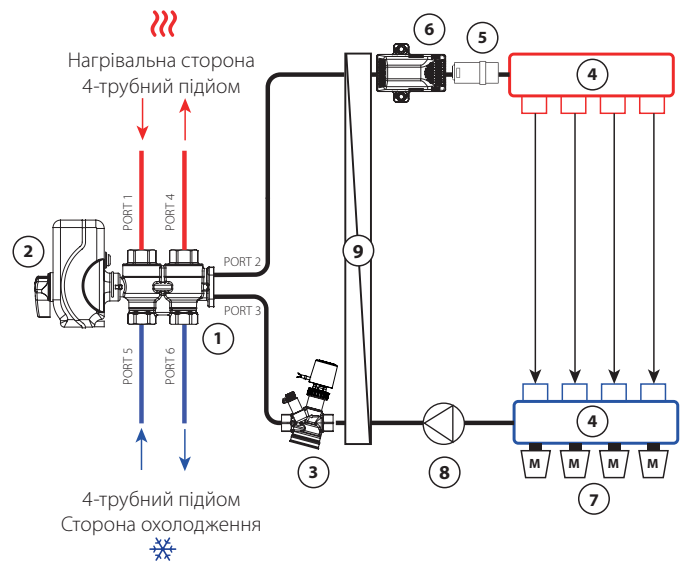 Нагрівальна сторона
4-трубний підйом
6
5
4
PORT 1
PORT 4
2
PORT 2
9
PORT 3
1
PORT 5
PORT 6
4
3
8
M M M M
7
4-трубний підйом
Сторона охолодження